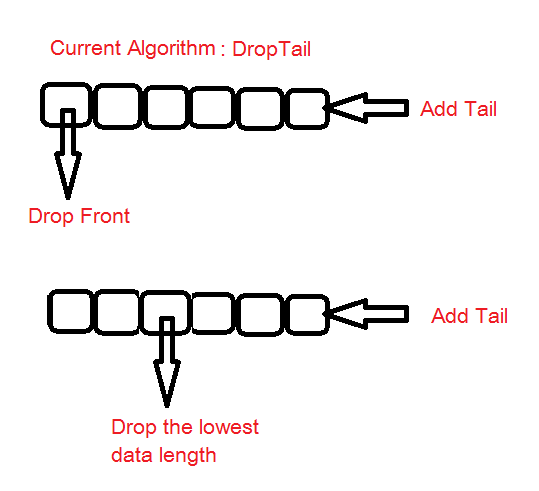 Current Algorithm : DropTail
Add Tail
Drop Front
Add Tail
Drop the lowest
data length